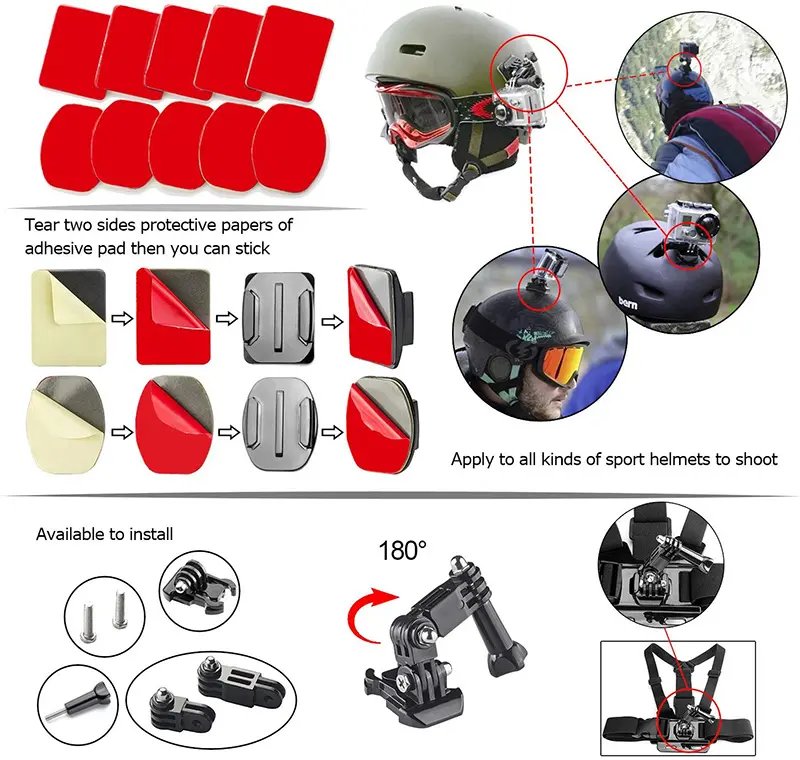 Tear two sides protective papers of
adhesive pad then you can stick
bern
Apply to all kinds of sport helmets to shoot
Available to install
180°